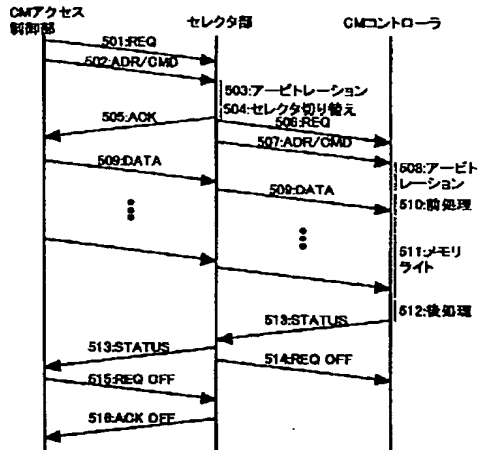 CMアクセス
制御部
セレクタ部
CMコントローラ
501:REQ
502:ADR/CMD
503:アービトレーション
504:セレクタ切り替え
505:ACK
506:REQ
507:ADR/CMD
508:アービト
レーション
509:DATA
509:DATA
510:前処理
511:メモリ
ライト
512:後処理
513:STATUS
513:STATUS
514:REQ OFF
515:REQ OFF
516:ACK OFF